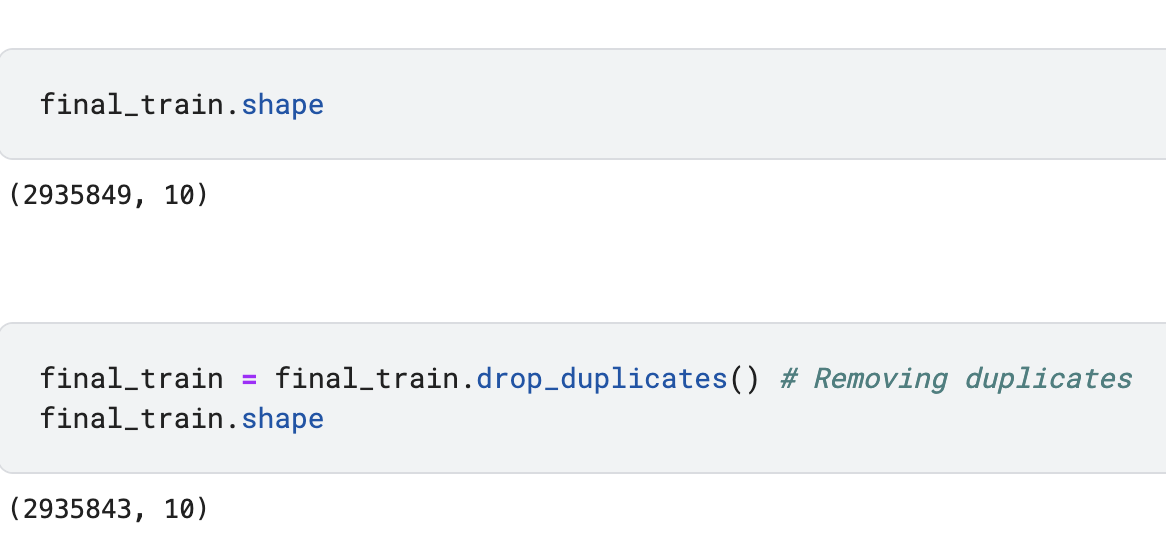 final_train.shape
(2935849, 10)
final_train = final_train.drop_duplicates() # Removing duplicates
final_train.shape
(2935843, 10)